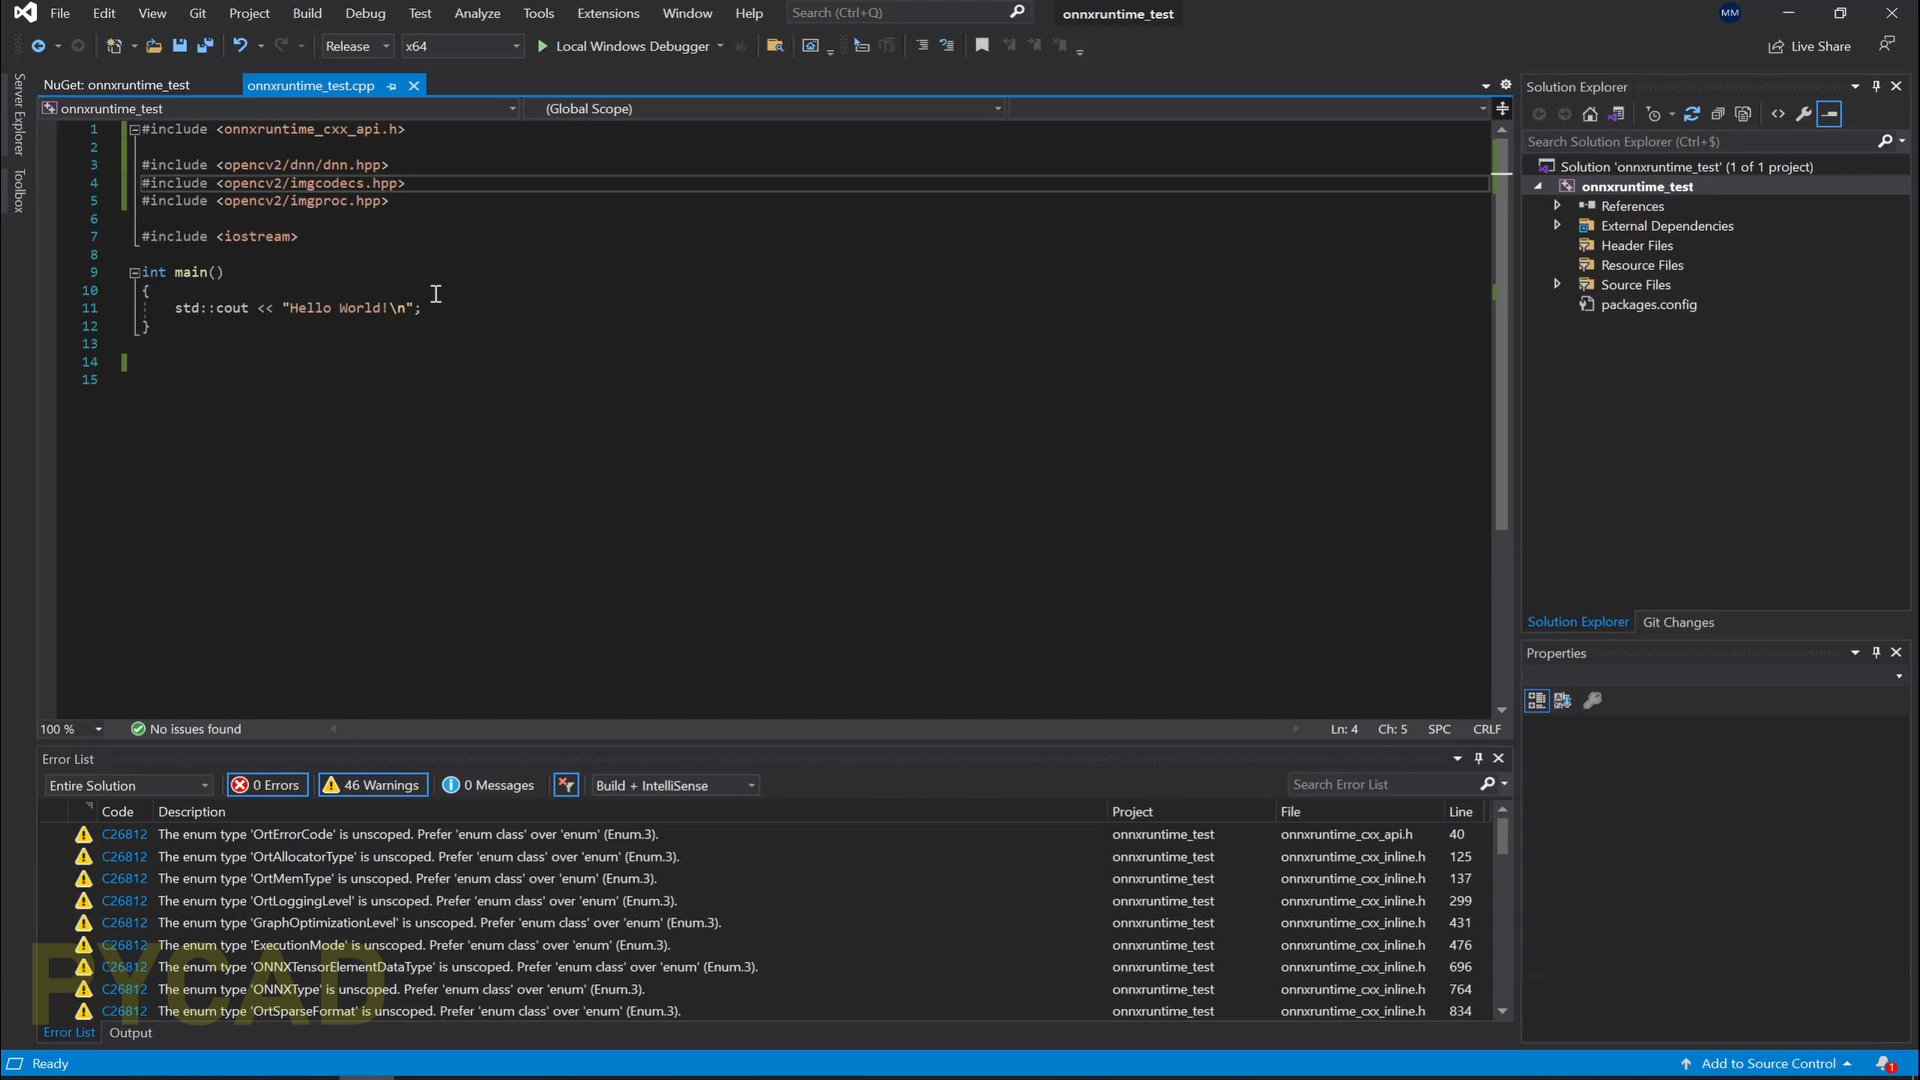 File Edit View Git Project Build Debug Test Analyze Tools Extensions Window Help Search (Ctrl+Q) onnxruntime_test MM
Release x64 Local Windows Debugger Live Share
Server Explorer
Toolbox
NuGet: onnxruntime_test onnxruntime_test.cpp
onnxruntime_test (Global Scope)
1 #include <onnxruntime_cxx_api.h>
2
3 #include <opencv2/dnn/dnn.hpp>
4 #include <opencv2/imgcodecs.hpp>
5 #include <opencv2/imgproc.hpp>
6
7 #include <iostream>
8
9 int main()
10 {
11 std::cout << "Hello World!\n";
12 }
13
14
15
100 % No issues found Ln: 4 Ch: 5 SPC CRLF
Solution Explorer
Search Solution Explorer (Ctrl+$)
Solution 'onnxruntime_test' (1 of 1 project)
onnxruntime_test
References
External Dependencies
Header Files
Resource Files
Source Files
packages.config
Solution Explorer Git Changes
Properties
Error List
Entire Solution 0 Errors 46 Warnings 0 Messages Build + IntelliSense Search Error List
Code Description Project File Line
C26812 The enum type 'OrtErrorCode' is unscoped. Prefer 'enum class' over 'enum' (Enum.3). onnxruntime_test onnxruntime_cxx_api.h 40
C26812 The enum type 'OrtAllocatorType' is unscoped. Prefer 'enum class' over 'enum' (Enum.3). onnxruntime_test onnxruntime_cxx_inline.h 125
C26812 The enum type 'OrtMemType' is unscoped. Prefer 'enum class' over 'enum' (Enum.3). onnxruntime_test onnxruntime_cxx_inline.h 137
C26812 The enum type 'OrtLoggingLevel' is unscoped. Prefer 'enum class' over 'enum' (Enum.3). onnxruntime_test onnxruntime_cxx_inline.h 299
C26812 The enum type 'GraphOptimizationLevel' is unscoped. Prefer 'enum class' over 'enum' (Enum.3). onnxruntime_test onnxruntime_cxx_inline.h 431
C26812 The enum type 'ExecutionMode' is unscoped. Prefer 'enum class' over 'enum' (Enum.3). onnxruntime_test onnxruntime_cxx_inline.h 476
C26812 The enum type 'ONNXTensorElementDataType' is unscoped. Prefer 'enum class' over 'enum' (Enum.3). onnxruntime_test onnxruntime_cxx_inline.h 696
C26812 The enum type 'ONNXType' is unscoped. Prefer 'enum class' over 'enum' (Enum.3). onnxruntime_test onnxruntime_cxx_inline.h 764
C26812 The enum type 'OrtSparseFormat' is unscoped. Prefer 'enum class' over 'enum' (Enum.3). onnxruntime_test onnxruntime_cxx_inline.h 834
PYCAD
Error List Output
Ready Add to Source Control 1